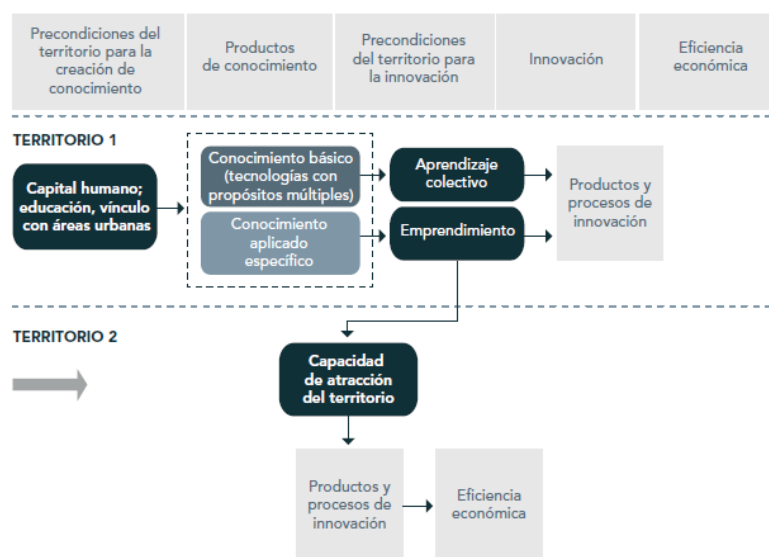 Precondiciones del
territorio para la
creación de
conocimiento
Productos
de conocimiento
Precondiciones
del territorio para
la innovación
Innovación
Eficiencia
económica
TERRITORIO 1
Capital humano;
educación, vínculo
con áreas urbanas
Conocimiento básico
(tecnologías con
propósitos múltiples)
Conocimiento
aplicado
específico
Aprendizaje
colectivo
Emprendimiento
Productos y
procesos de
innovación
TERRITORIO 2
Capacidad
de atracción
del territorio
Productos y
procesos de
innovación
Eficiencia
económica